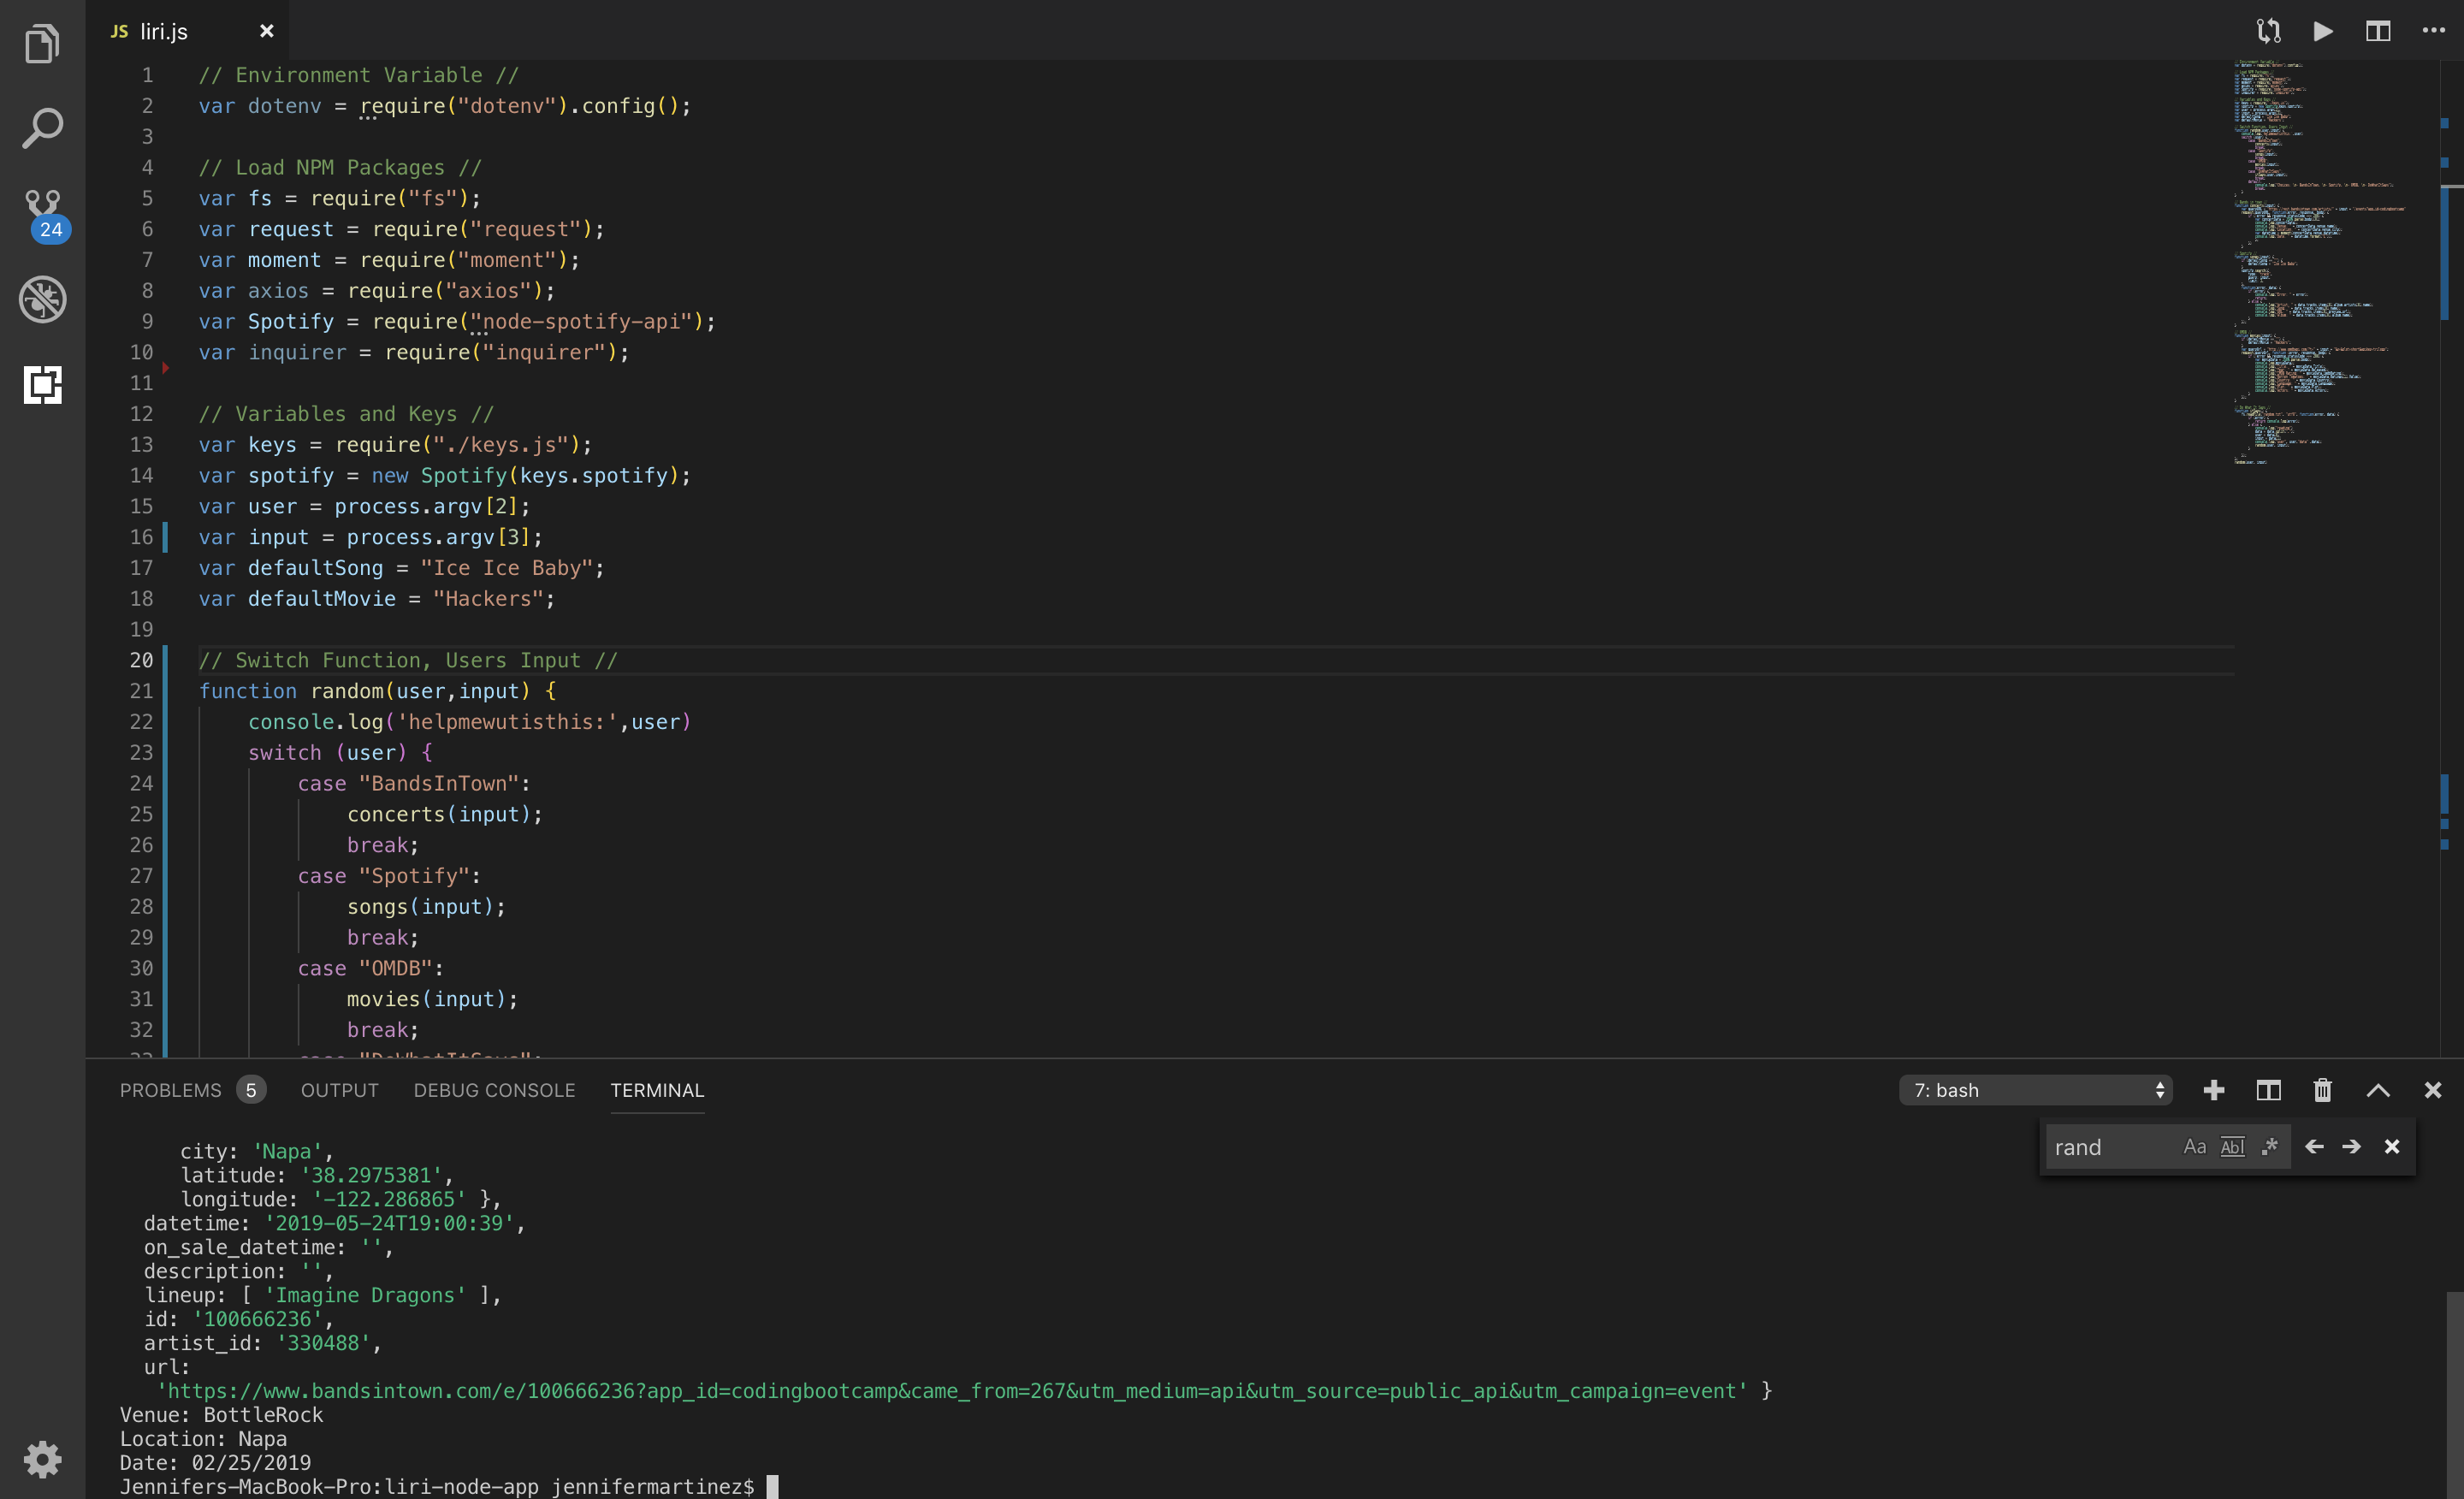 JS liri.js
24
1 // Environment Variable //
2 var dotenv = require("dotenv").config();
3
4 // Load NPM Packages //
5 var fs = require("fs");
6 var request = require("request");
7 var moment = require("moment");
8 var axios = require("axios");
9 var Spotify = require("node-spotify-api");
10 var inquirer = require("inquirer");
11
12 // Variables and Keys //
13 var keys = require("./keys.js");
14 var spotify = new Spotify(keys.spotify);
15 var user = process.argv[2];
16 var input = process.argv[3];
17 var defaultSong = "Ice Ice Baby";
18 var defaultMovie = "Hackers";
19
20 // Switch Function, Users Input //
21 function random(user,input) {
22 console.log('helpmewutisthis:',user)
23 switch (user) {
24 case "BandsInTown":
25 concerts(input);
26 break;
27 case "Spotify":
28 songs(input);
29 break;
30 case "OMDB":
31 movies(input);
32 break;
33 case "DoWhatItSays":
PROBLEMS 5 OUTPUT DEBUG CONSOLE TERMINAL 7: bash
rand Aa Abl .*
city: 'Napa',
latitude: '38.2975381',
longitude: '-122.286865' },
datetime: '2019-05-24T19:00:39',
on_sale_datetime: '',
description: '',
lineup: [ 'Imagine Dragons' ],
id: '100666236',
artist_id: '330488',
url:
'https://www.bandsintown.com/e/100666236?app_id=codingbootcamp&came_from=267&utm_medium=api&utm_source=public_api&utm_campaign=event' }
Venue: BottleRock
Location: Napa
Date: 02/25/2019
Jennifers-MacBook-Pro:liri-node-app jennifermartinez$